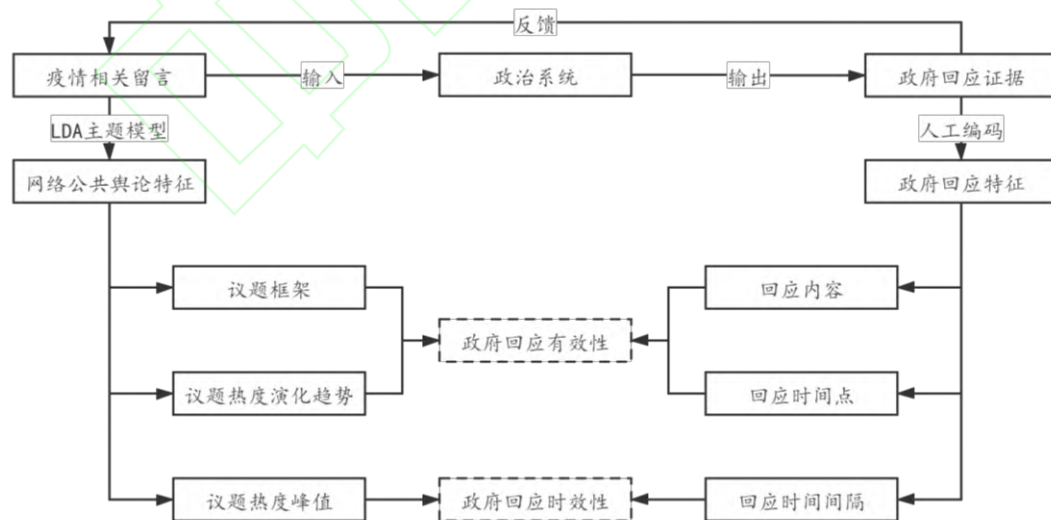 反馈
疫情相关留言
输入
政治系统
输出
政府回应证据
LDA主题模型
人工编码
网络公共舆论特征
政府回应特征
议题框架
回应内容
政府回应有效性
议题热度演化趋势
回应时间点
议题热度峰值
政府回应时效性
回应时间间隔